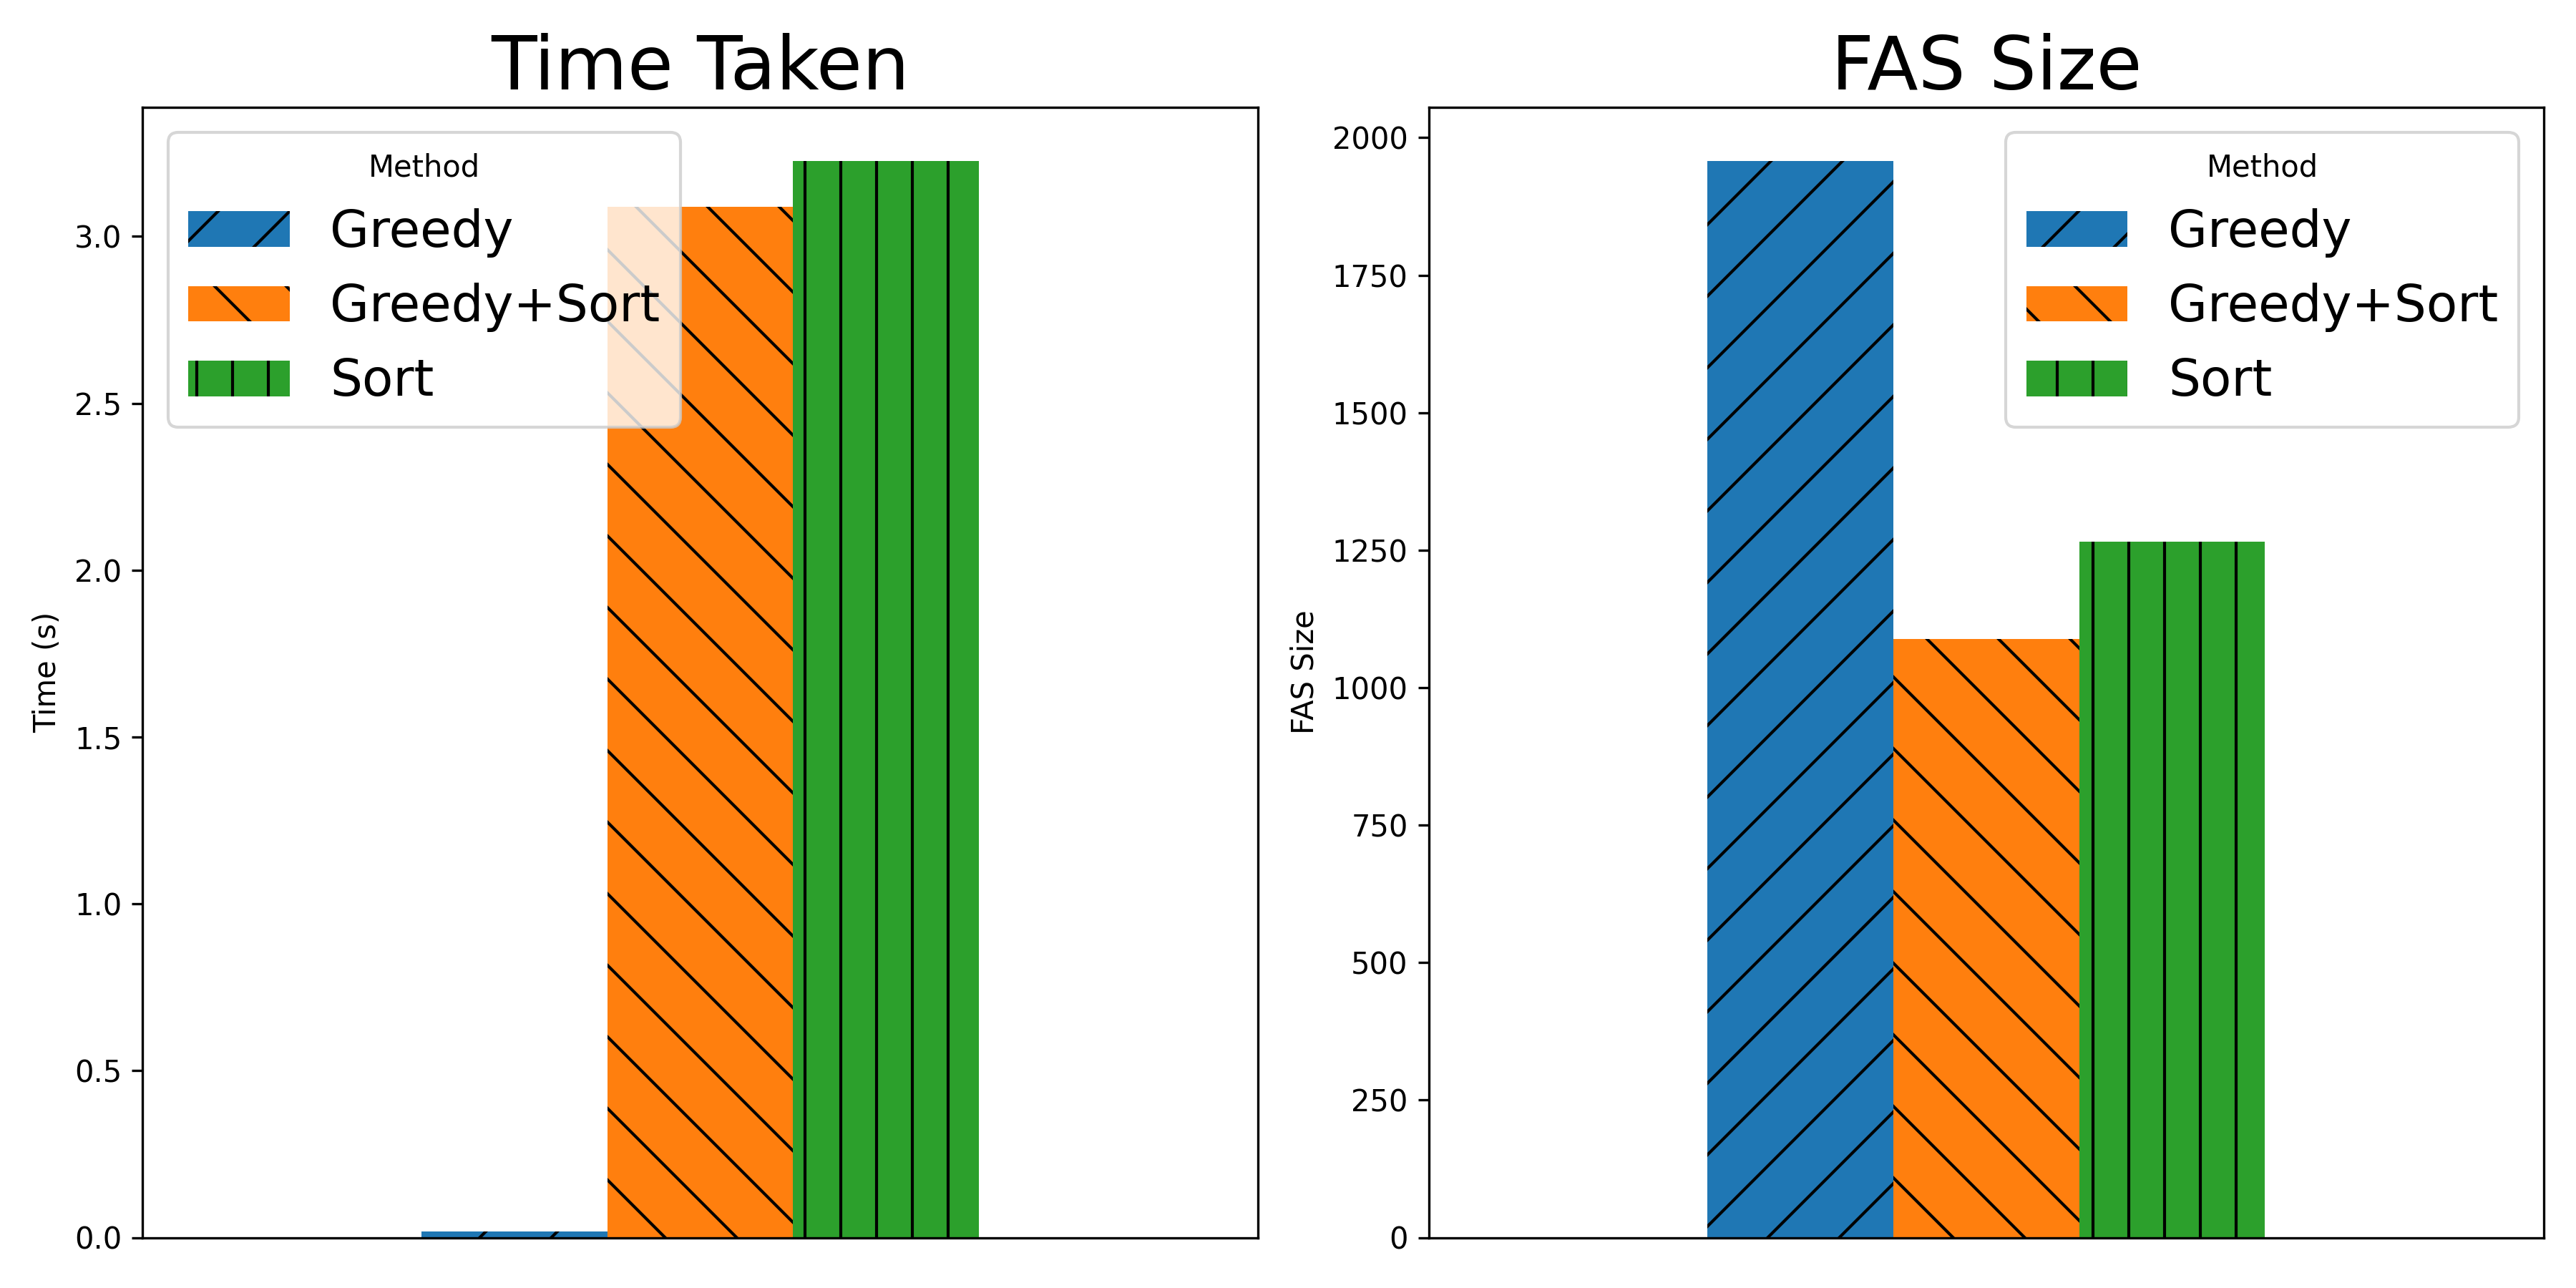 Time Taken
Method
Greedy
Greedy+Sort
Sort
3.0
2.5
2.0
1.5
1.0
0.5
0.0
Time (s)
FAS Size
Method
Greedy
Greedy+Sort
Sort
2000
1750
1500
1250
1000
750
500
250
0
FAS Size